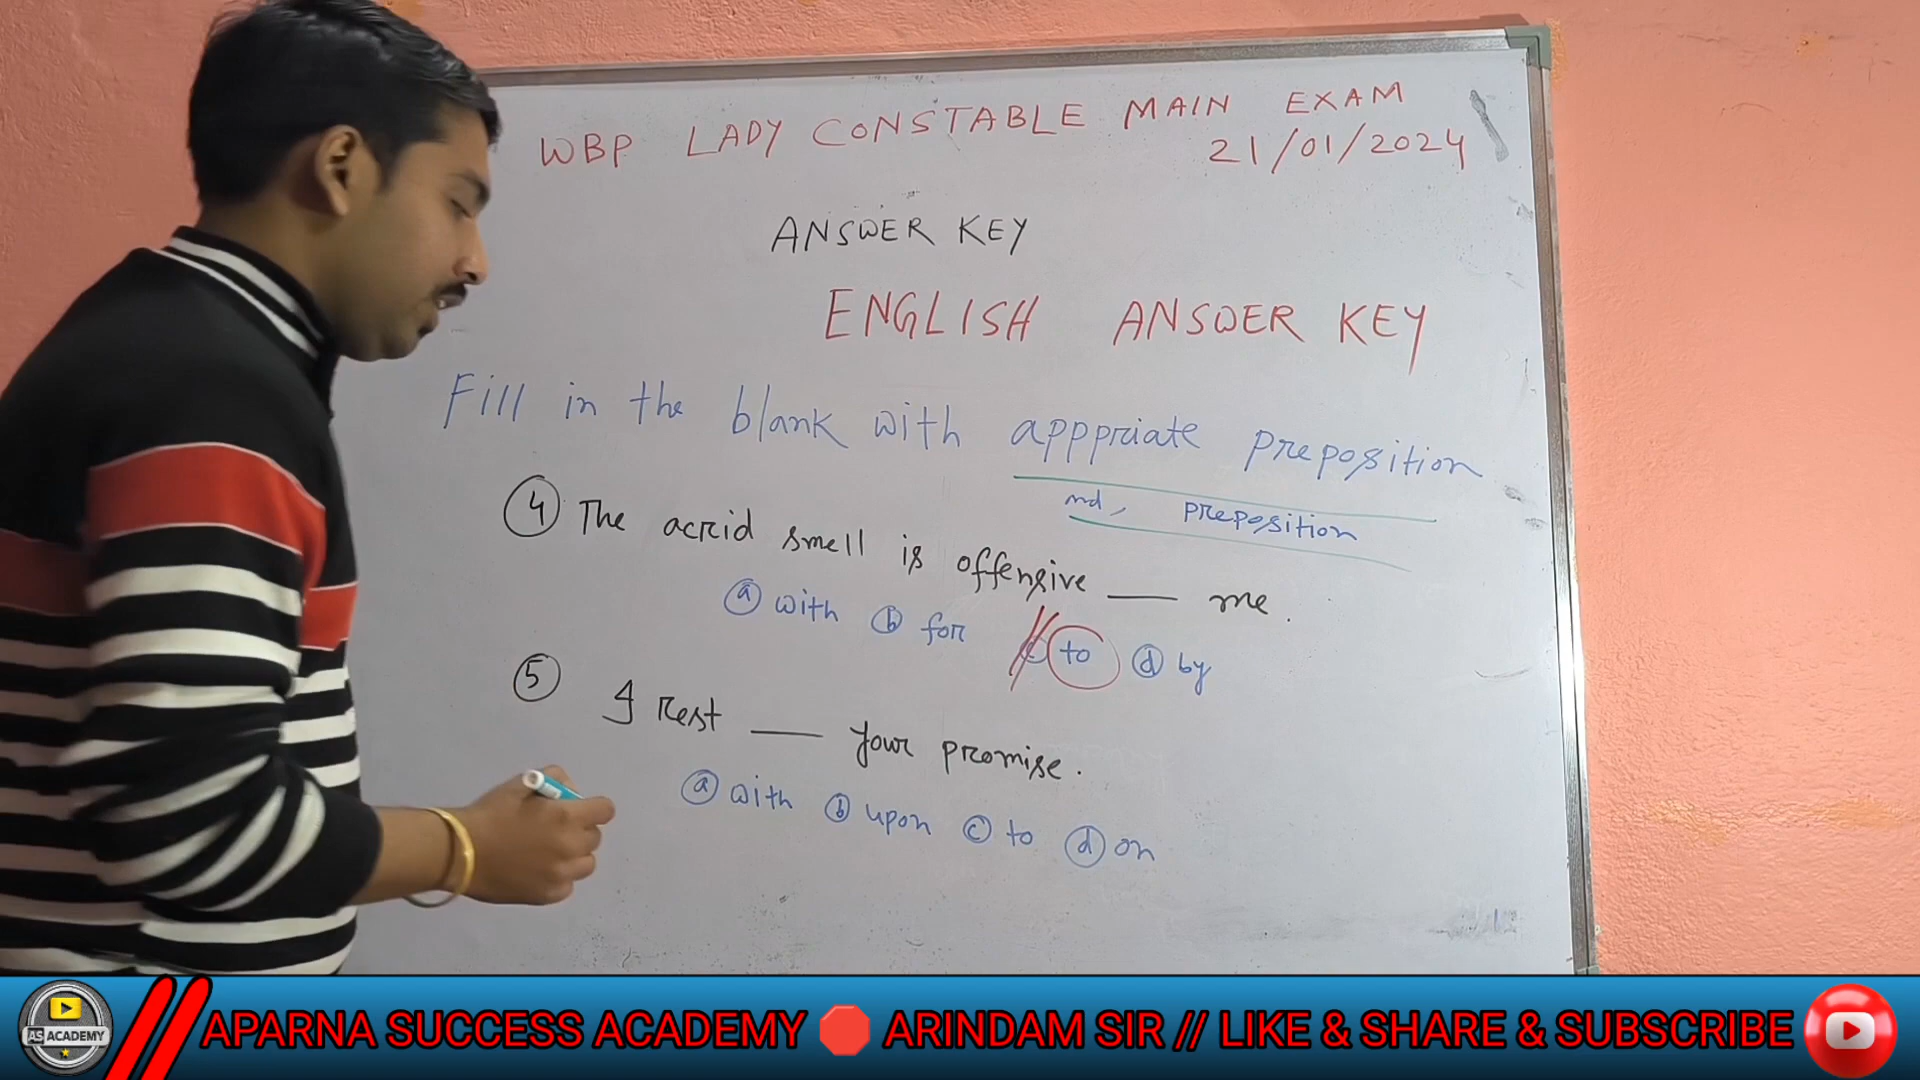 WBP LADY CONSTABLE MAIN EXAM
21/01/2024
ANSWER KEY
ENGLISH ANSWER KEY
Fill in the blank with apppriate preposition
nd, preposition
④ The acrid smell is offensive ___ me.
ⓐ with ⓑ for ⓒ to ⓓ by
⑤ I rest ___ your promise.
ⓐ with ⓑ upon ⓒ to ⓓ on
AS ACADEMY
APARNA SUCCESS ACADEMY 🛑 ARINDAM SIR // LIKE & SHARE & SUBSCRIBE